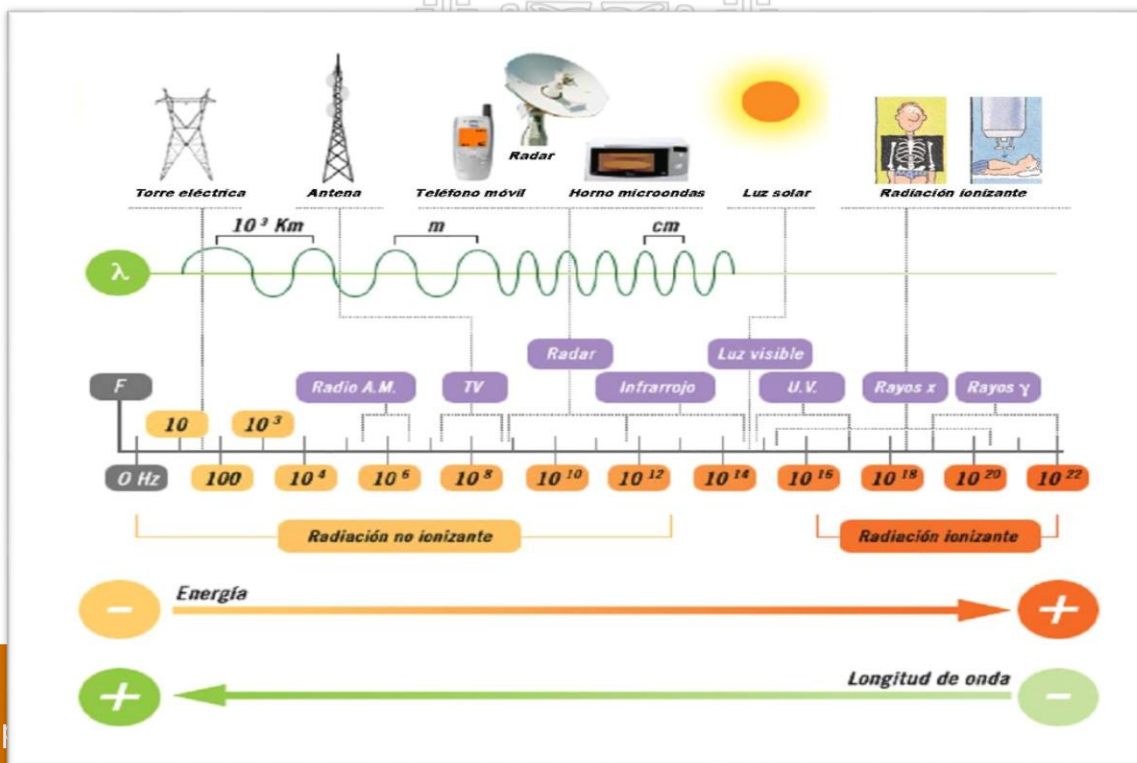 Radar
Torre eléctrica Antena Teléfono móvil Horno microondas Luz solar Radiación ionizante
10³ Km m cm
λ
Radar Luz visible
F Radio A.M. TV Infrarrojo U.V. Rayos x Rayos γ
10 10³
0 Hz 100 10⁴ 10⁶ 10⁸ 10¹⁰ 10¹² 10¹⁴ 10¹⁶ 10¹⁸ 10²⁰ 10²²
Radiación no ionizante Radiación ionizante
Energía
− +
Longitud de onda
+ −